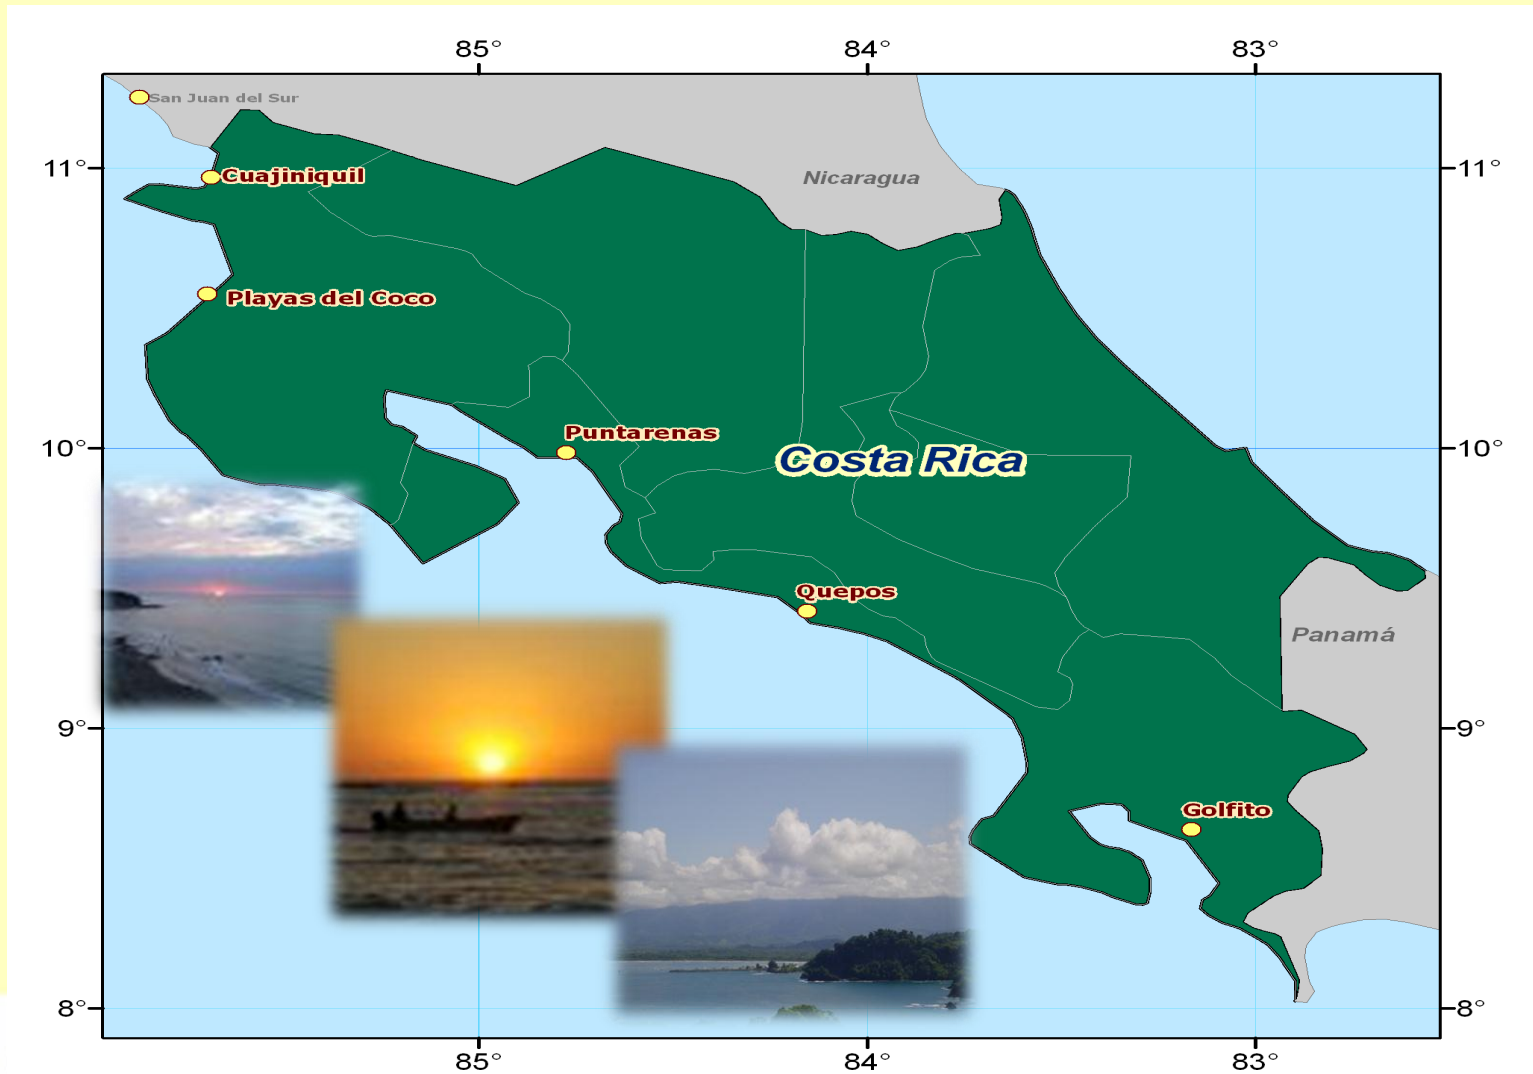 85° 84° 83°
San Juan del Sur
11° 11°
Cuajiniquil
Nicaragua
Playas del Coco
Puntarenas
10° 10°
Costa Rica
Quepos
Panamá
9° 9°
Golfito
8° 8°
85° 84° 83°